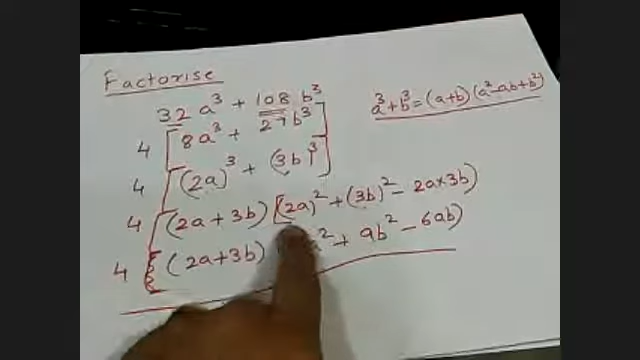 Factorise
32 a³ + 108 b³
a³+b³ = (a+b) (a²-ab+b²)
4 [8a³ + 27b³]
4 [(2a)³ + (3b)³]
4 [(2a + 3b) [(2a)² + (3b)² - 2a×3b)
4 (2a+3b) a² + 9b² - 6ab)